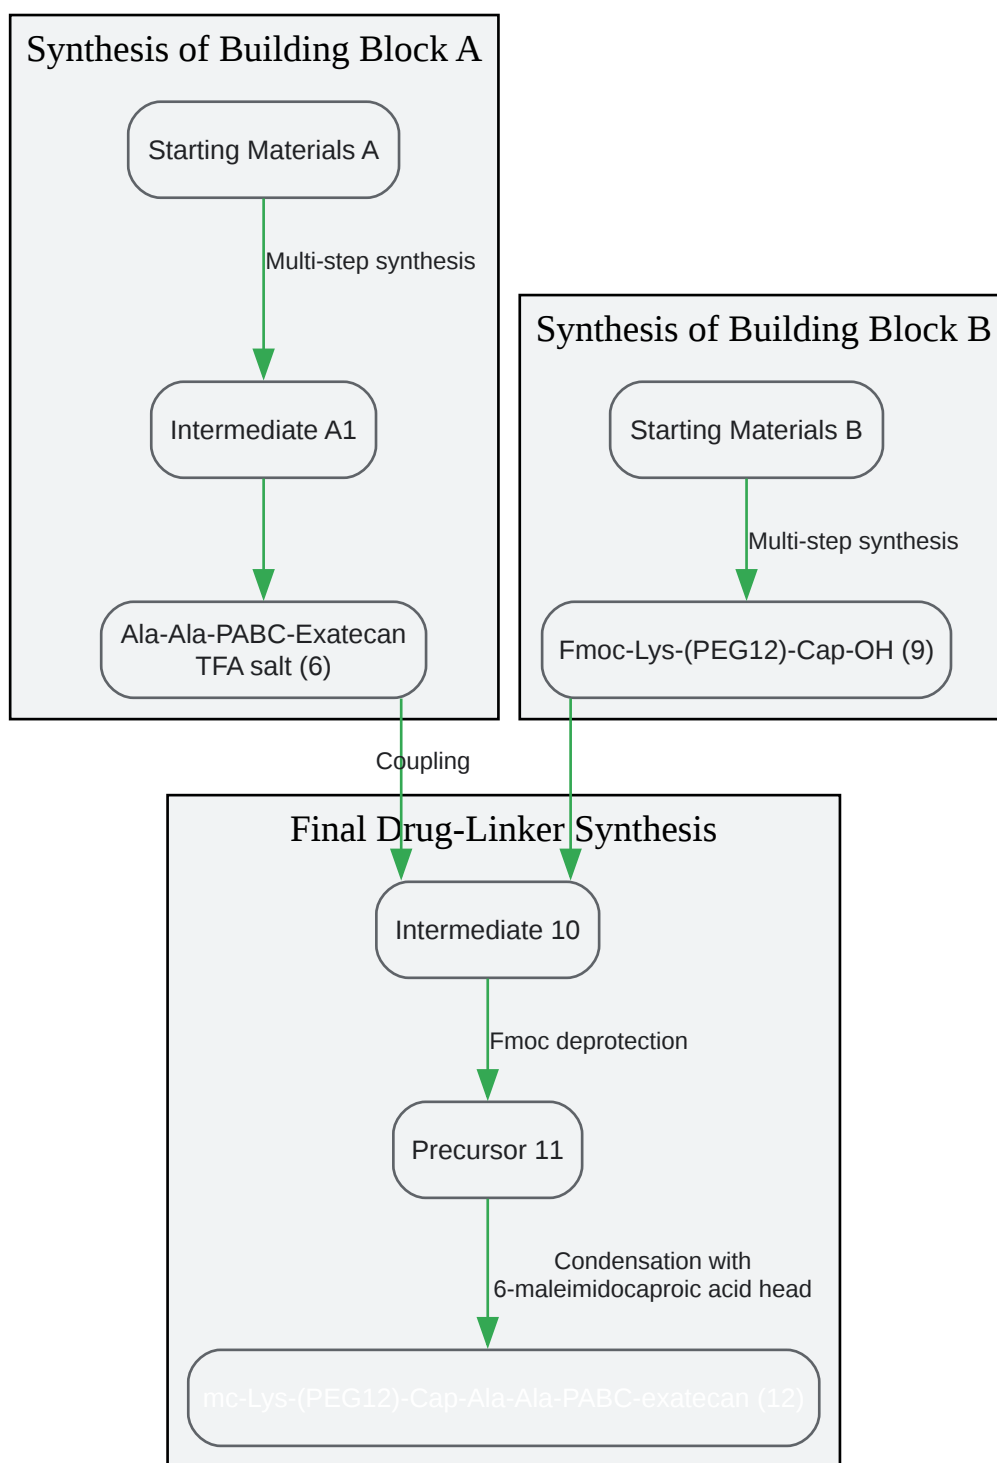 Synthesis of Building Block A
Starting Materials A
Multi-step synthesis
Intermediate A1
Ala-Ala-PABC-Exatecan
TFA salt (6)
Synthesis of Building Block B
Starting Materials B
Multi-step synthesis
Fmoc-Lys-(PEG12)-Cap-OH (9)
Coupling
Final Drug-Linker Synthesis
Intermediate 10
Fmoc deprotection
Precursor 11
Condensation with
6-maleimidocaproic acid head
mc-Lys-(PEG12)-Cap-Ala-Ala-PABC-exatecan (12)